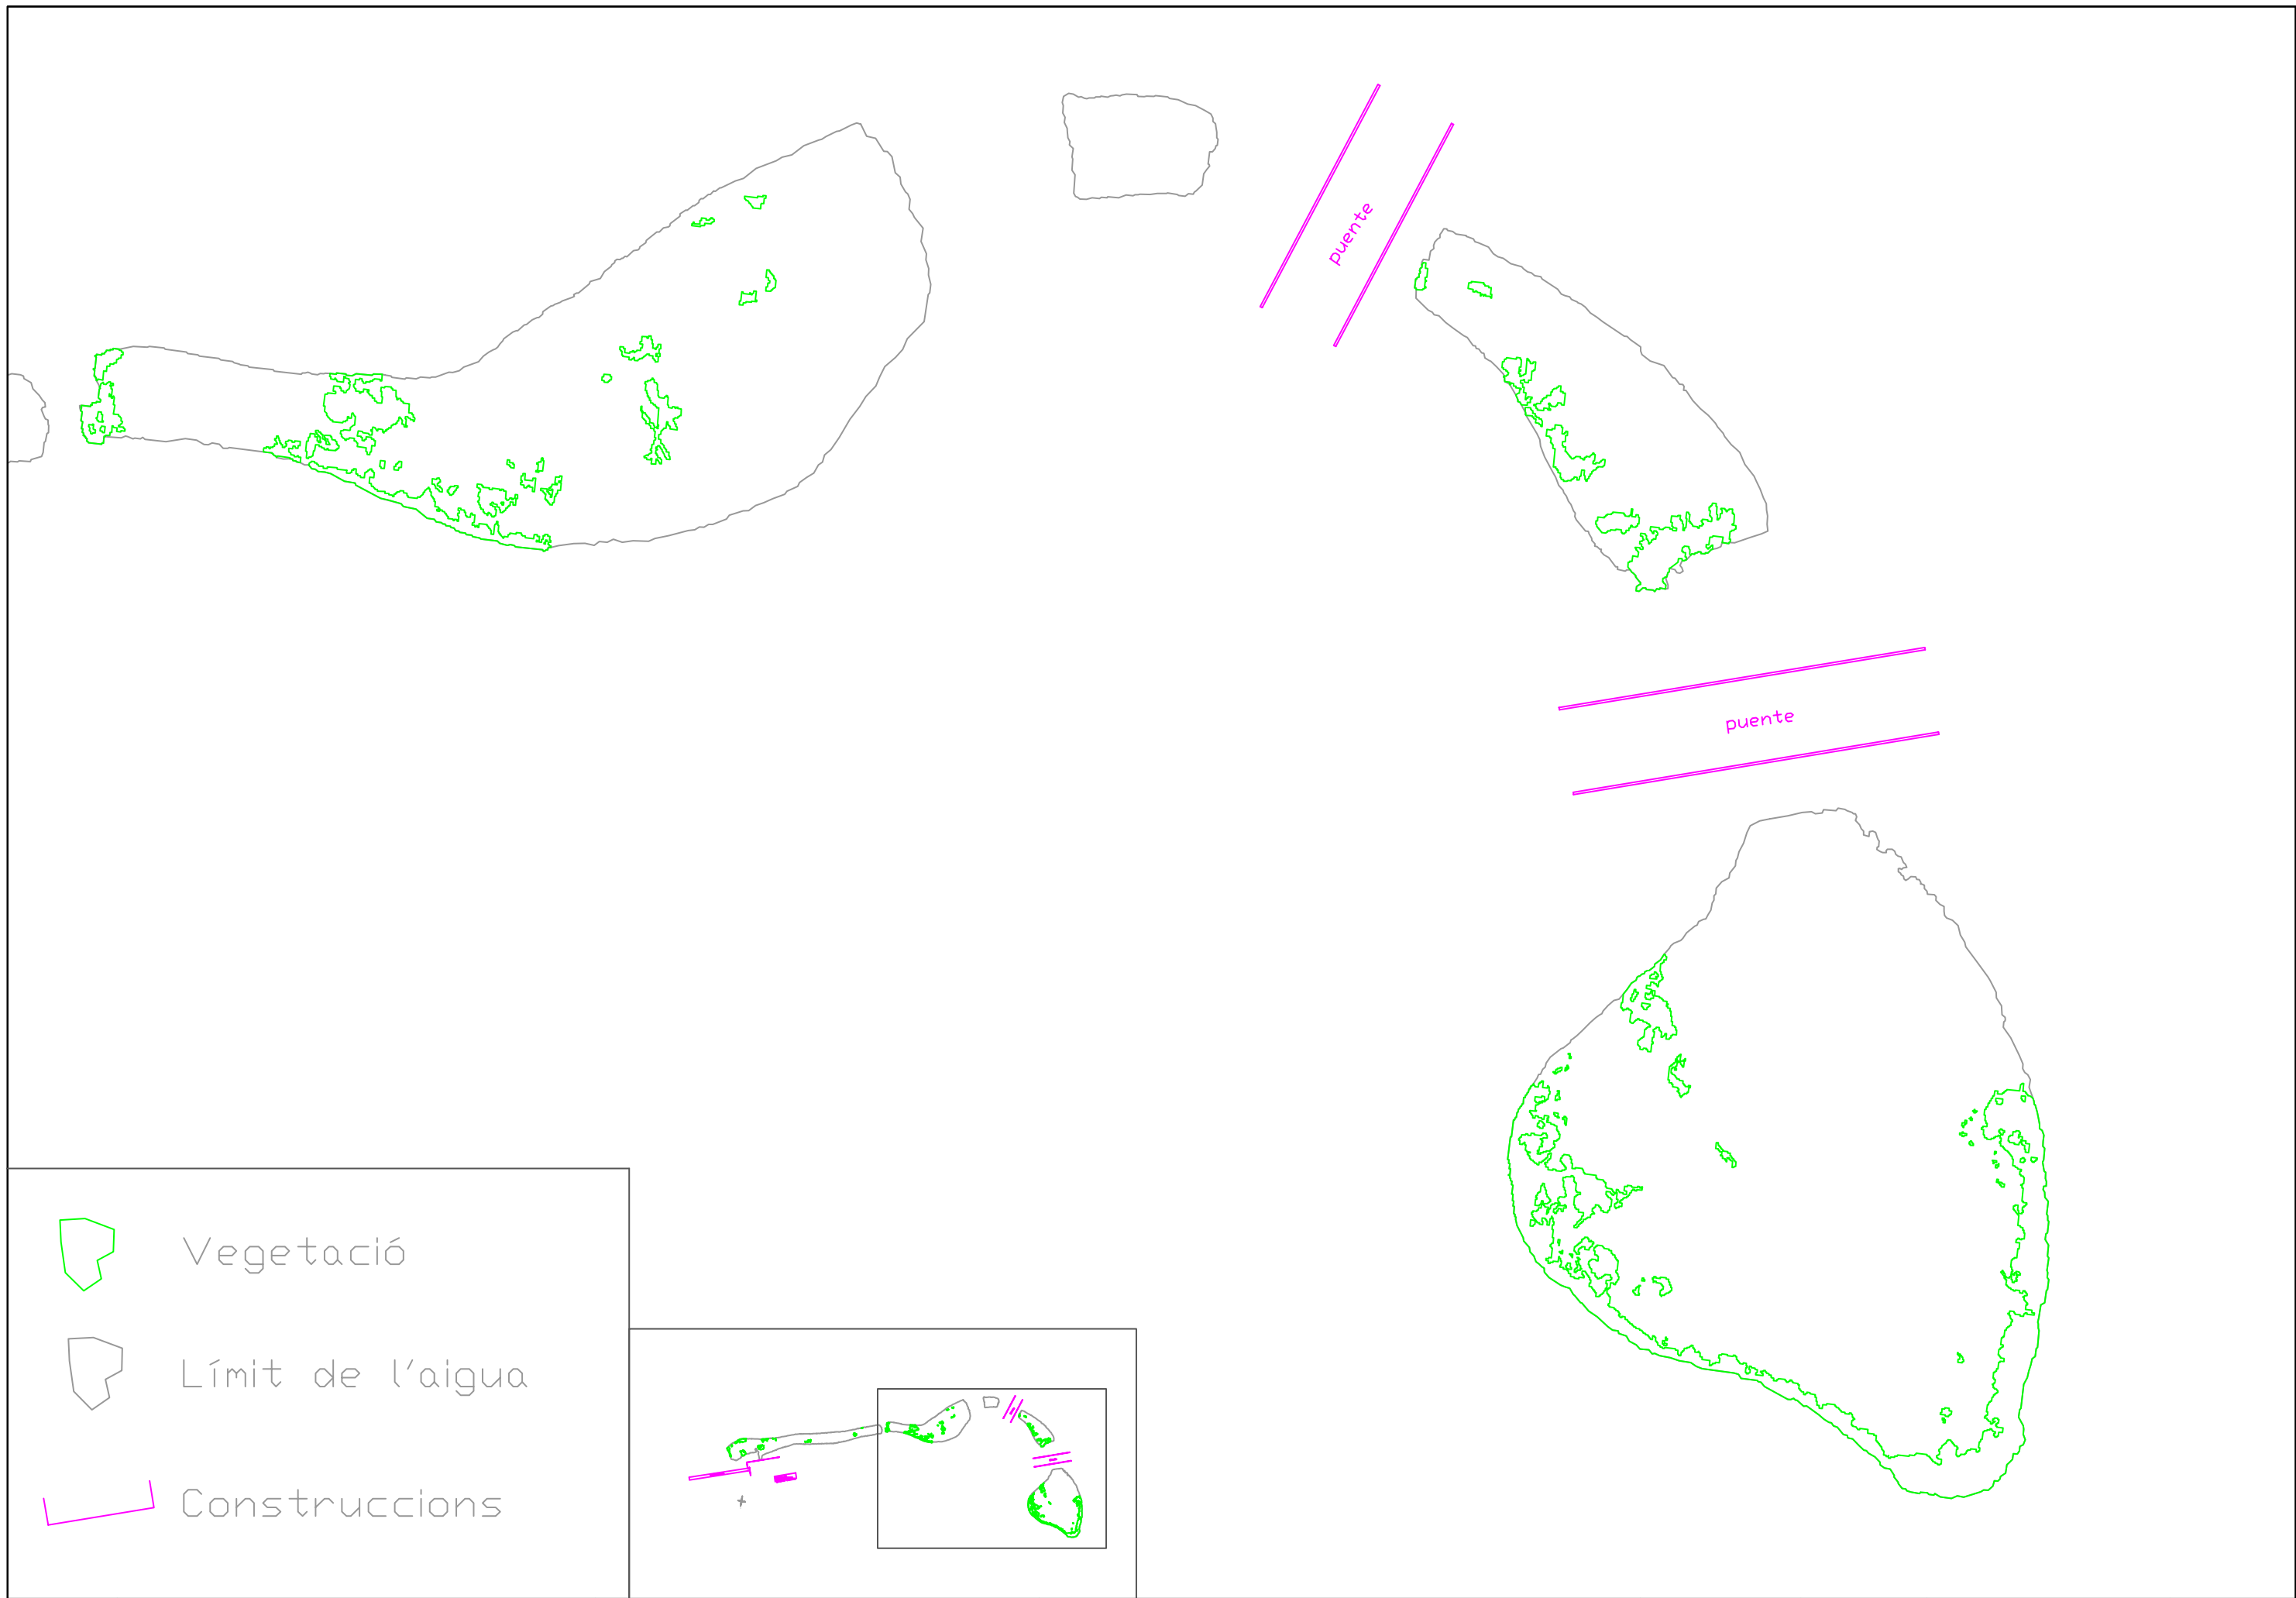 puente
puente
Vegetació
Límit de l'aigua
Construccions